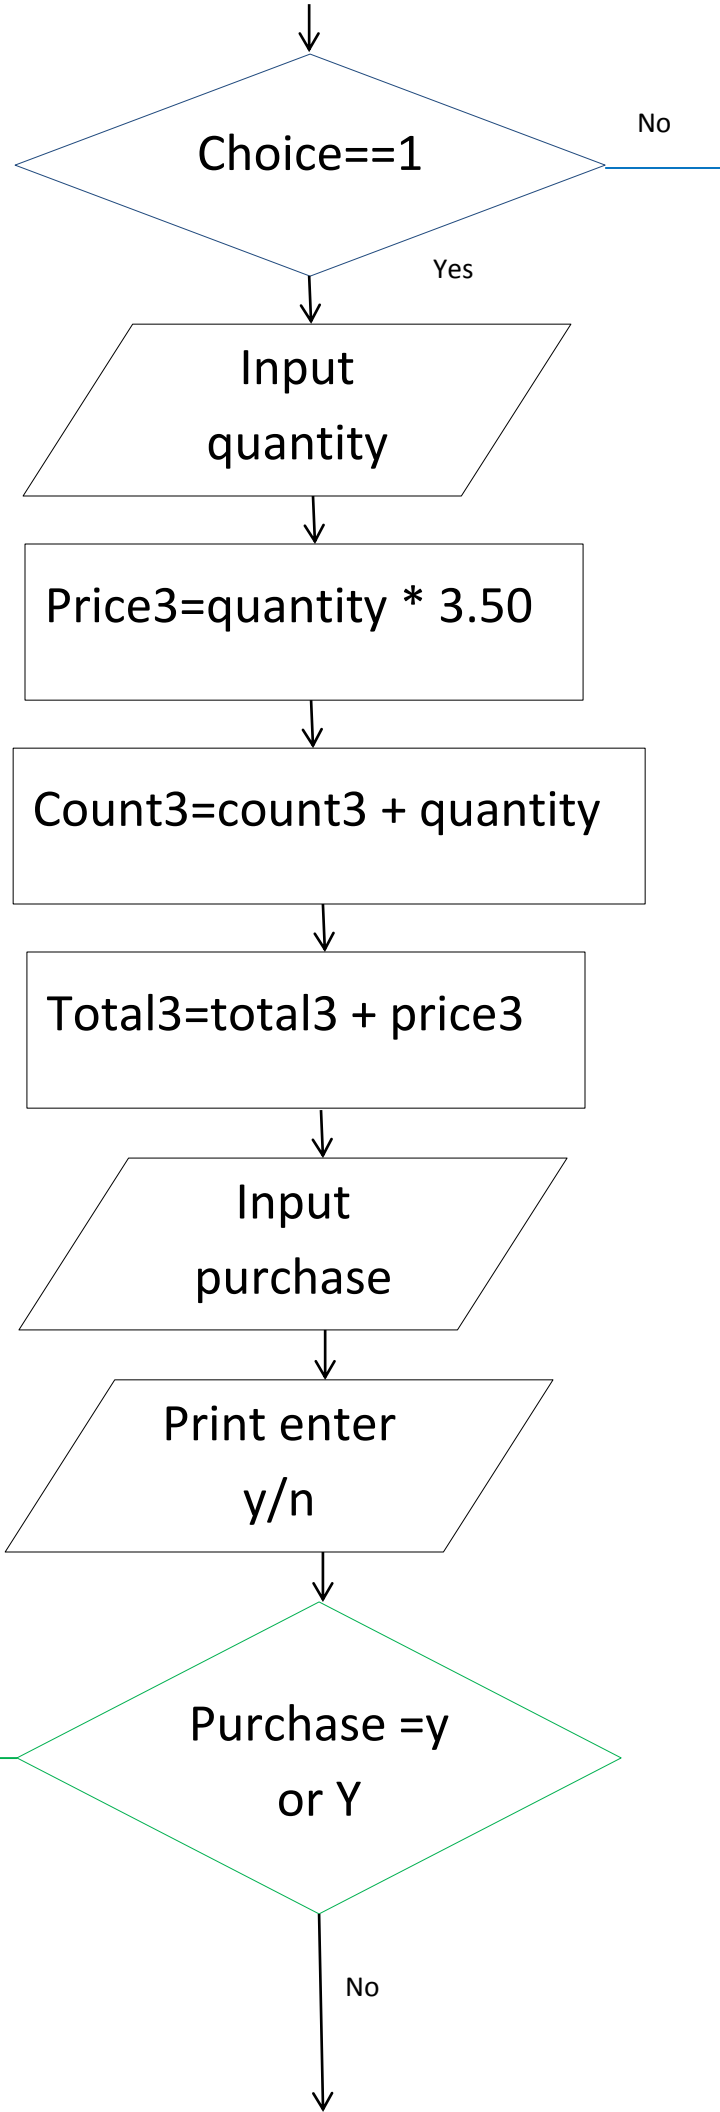 Choice==1
No
Yes
Input
quantity
Price3=quantity * 3.50
Count3=count3 + quantity
Total3=total3 + price3
Input
purchase
Print enter
y/n
Purchase =y
or Y
No